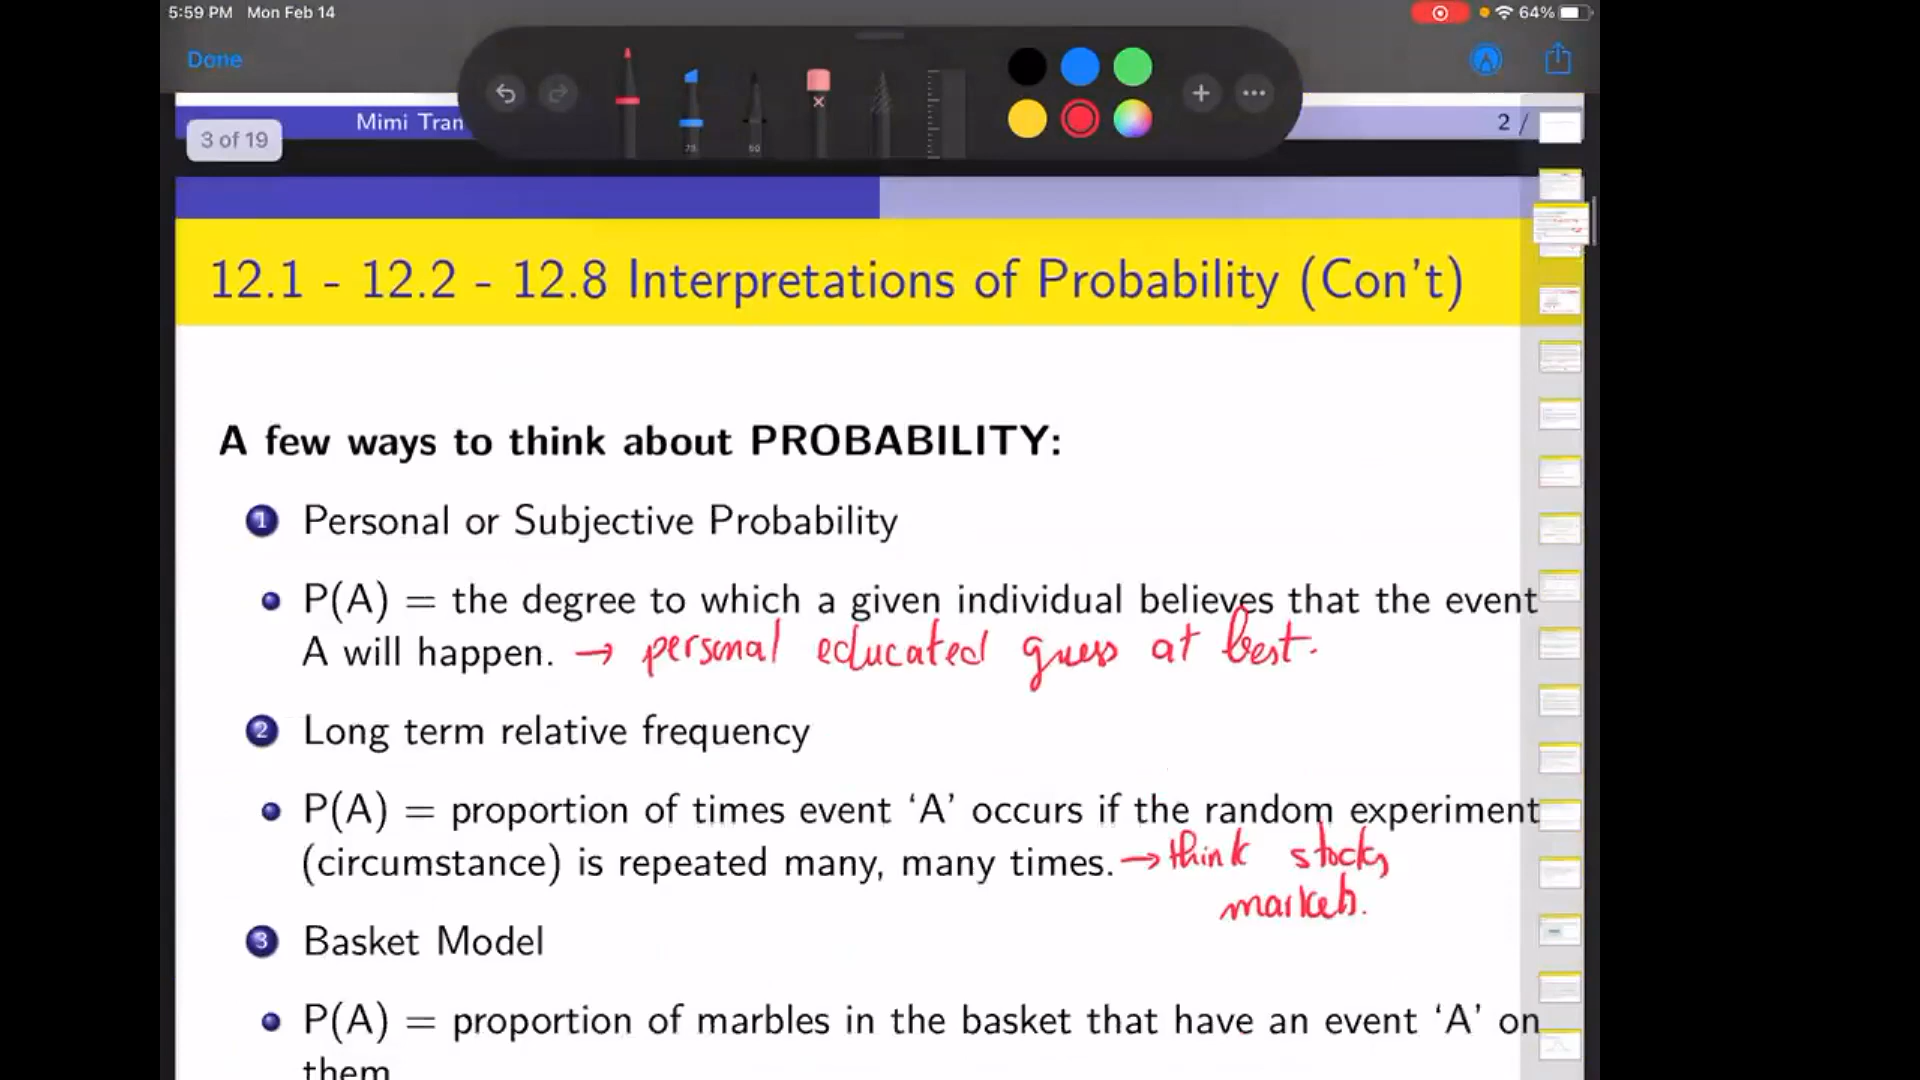 5:59 PM Mon Feb 14
64%
Done
75
50
Mimi Tran
2 /
3 of 19
12.1 - 12.2 - 12.8 Interpretations of Probability (Con't)
A few ways to think about PROBABILITY:
1 Personal or Subjective Probability
P(A) = the degree to which a given individual believes that the event
A will happen. → personal educated guess at best.
2 Long term relative frequency
P(A) = proportion of times event ‘A’ occurs if the random experiment
(circumstance) is repeated many, many times. → think stocks
markets.
3 Basket Model
P(A) = proportion of marbles in the basket that have an event ‘A’ on
them